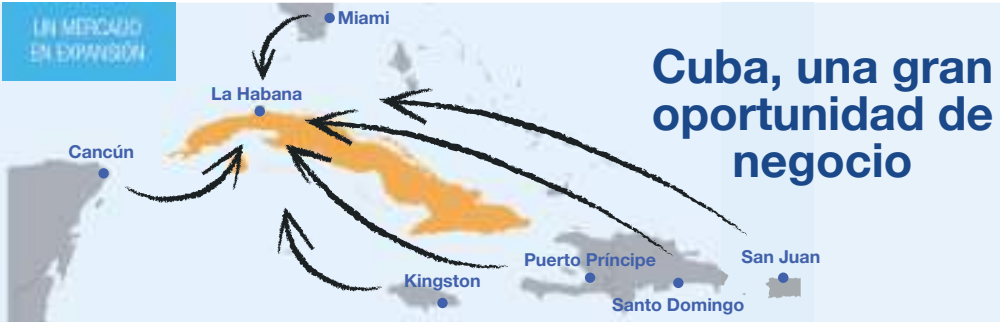 UN MERCADO
EN EXPANSIÓN
Miami
Cuba, una gran
oportunidad de
negocio
La Habana
Cancún
Puerto Príncipe
San Juan
Kingston
Santo Domingo